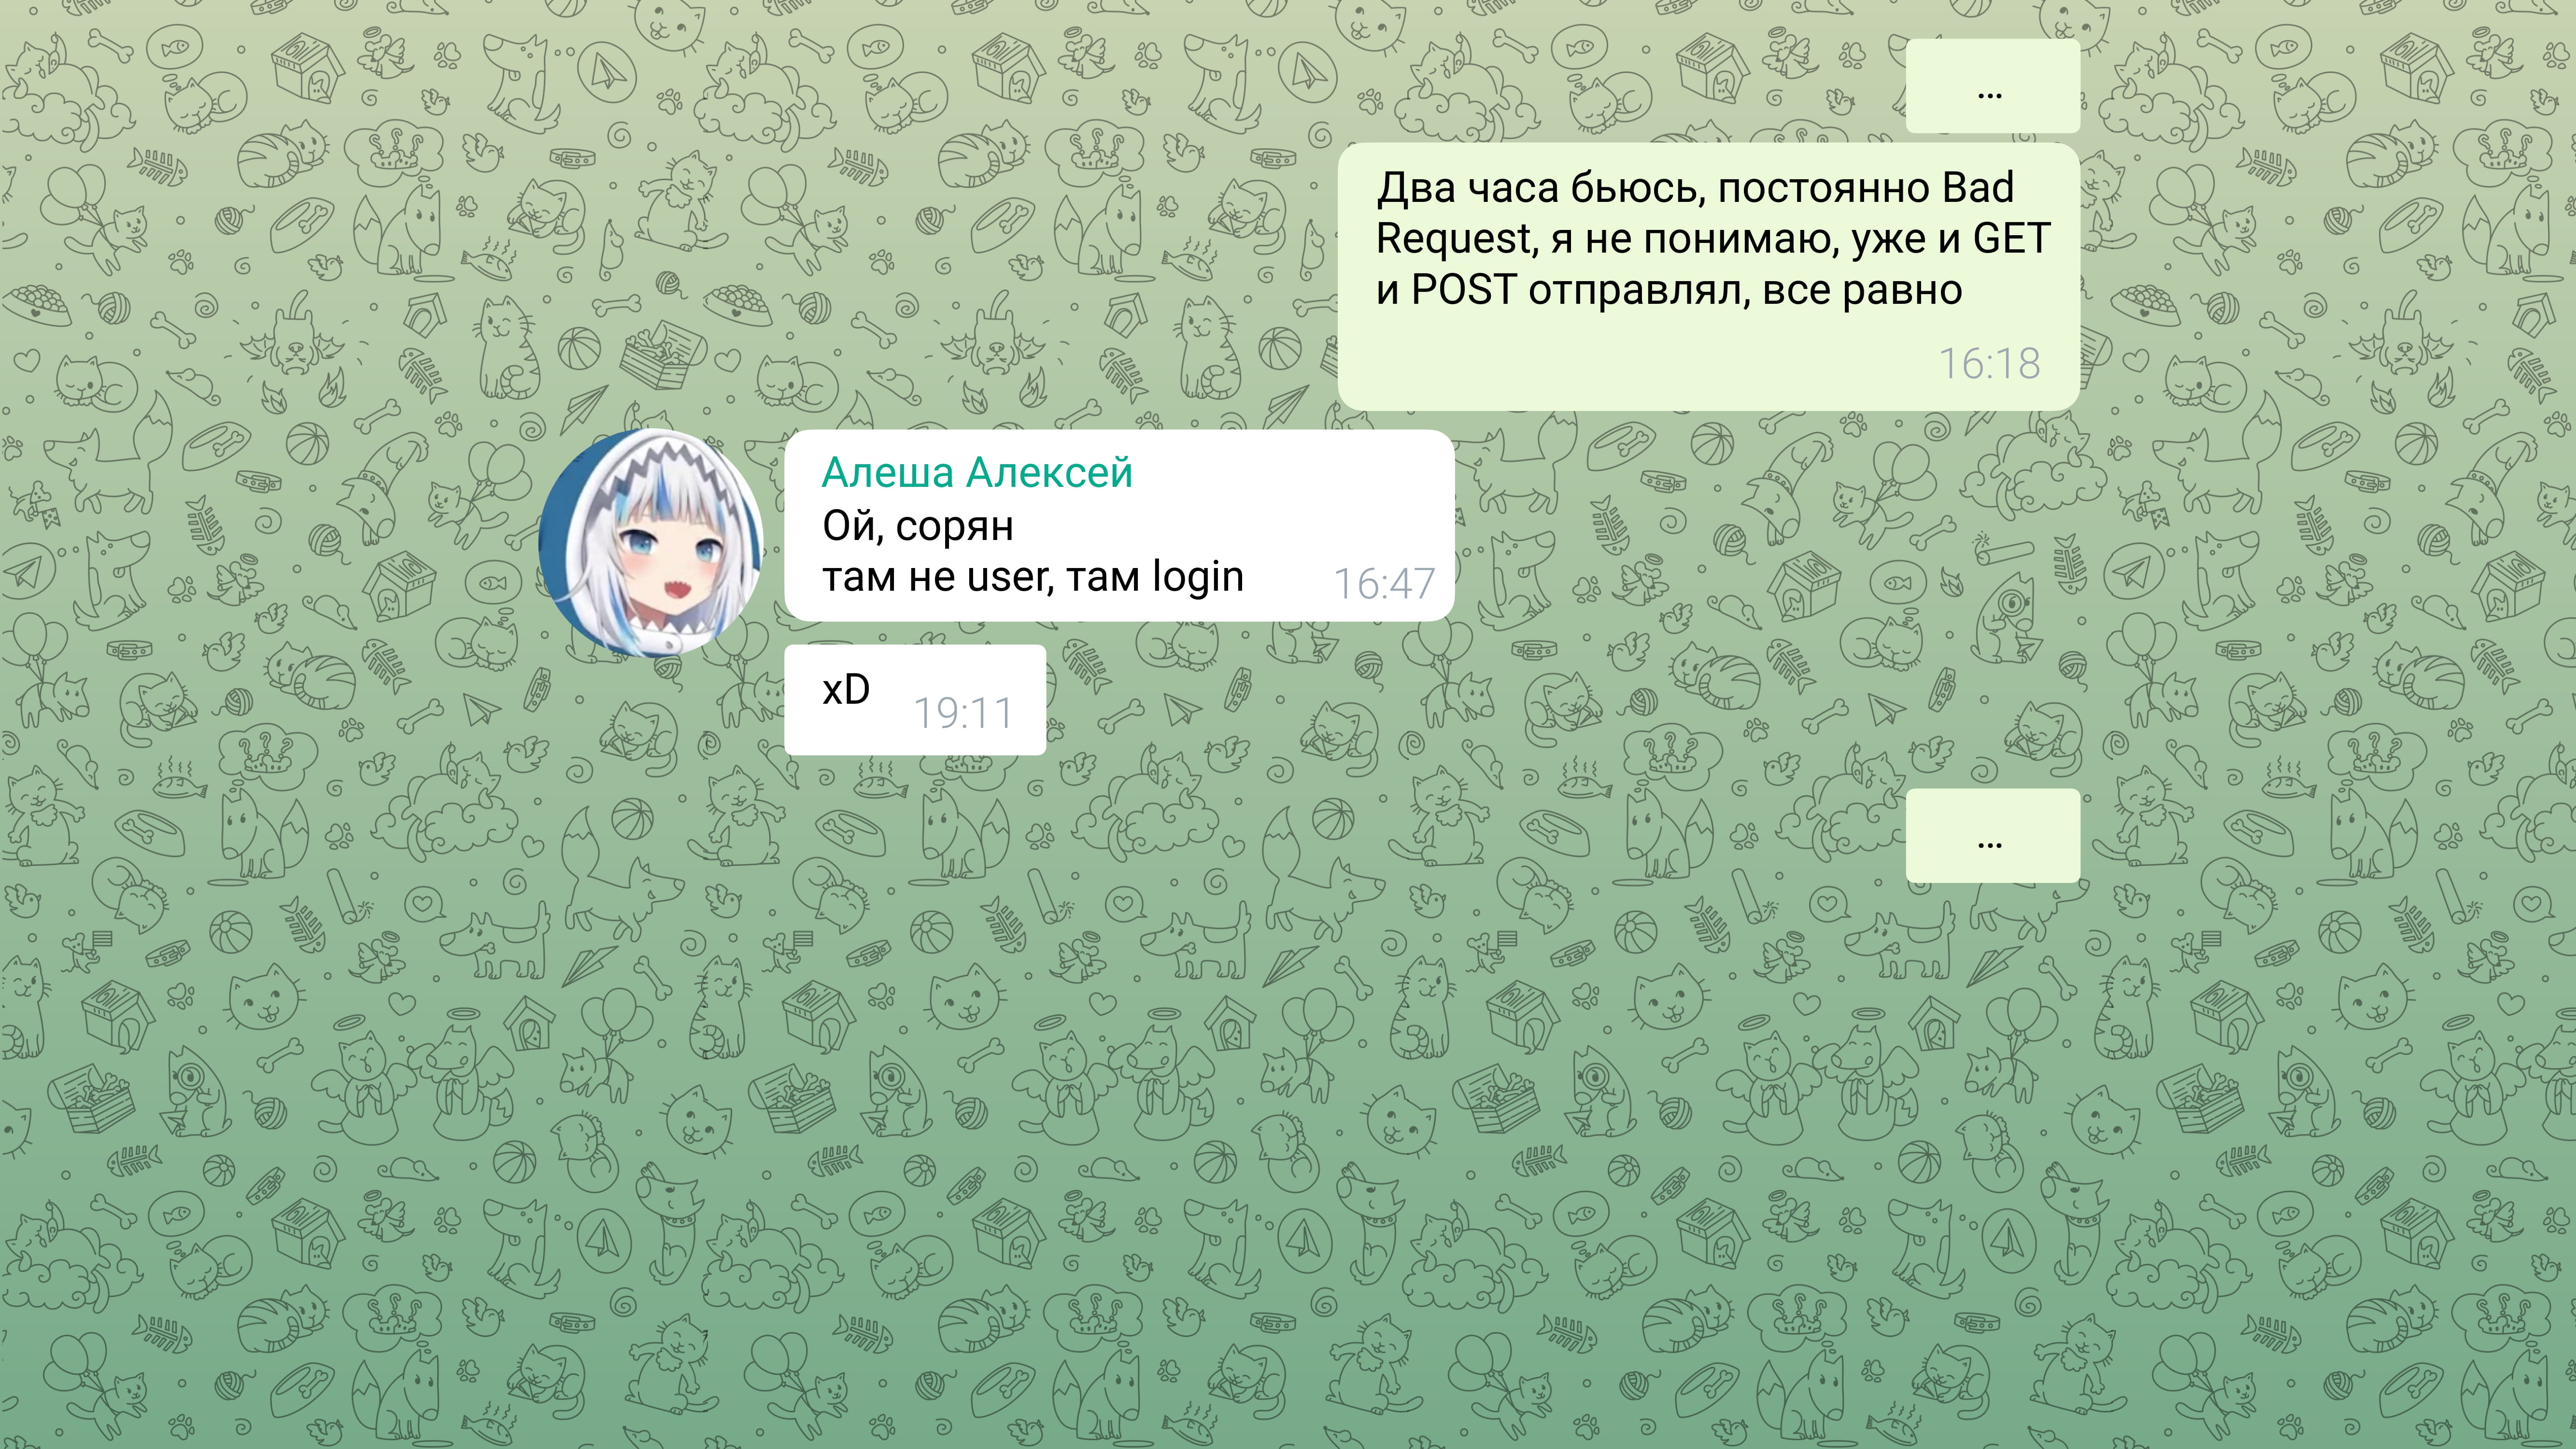 ...
Два часа бьюсь, постоянно Bad
Request, я не понимаю, уже и GET
и POST отправлял, все равно
16:18
Алеша Алексей
Ой, сорян
там не user, там login
16:47
xD
19:11
...